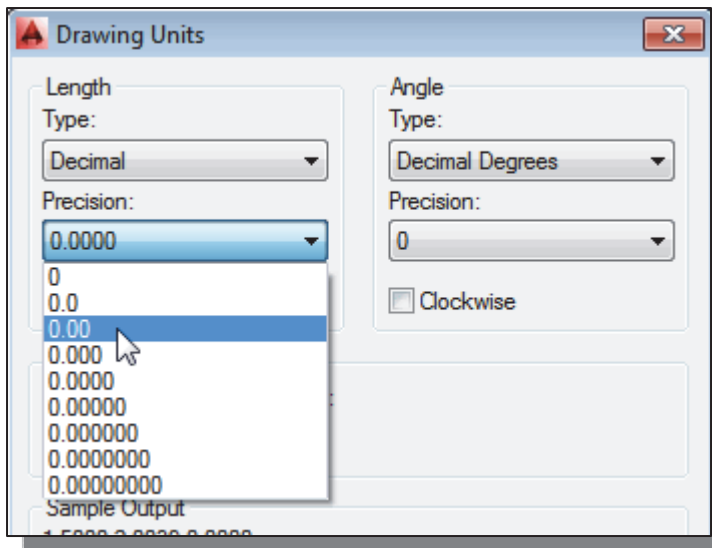 Drawing Units
Length
Type:
Decimal
Precision:
0.0000
0
0.0
0.00
0.000
0.0000
0.00000
0.000000
0.0000000
0.00000000
Angle
Type:
Decimal Degrees
Precision:
0
Clockwise
Sample Output